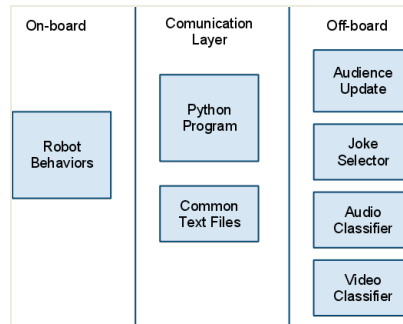 On-board
Robot
Behaviors
Comunication
Layer
Python
Program
Common
Text Files
Off-board
Audience
Update
Joke
Selector
Audio
Classifier
Video
Classifier